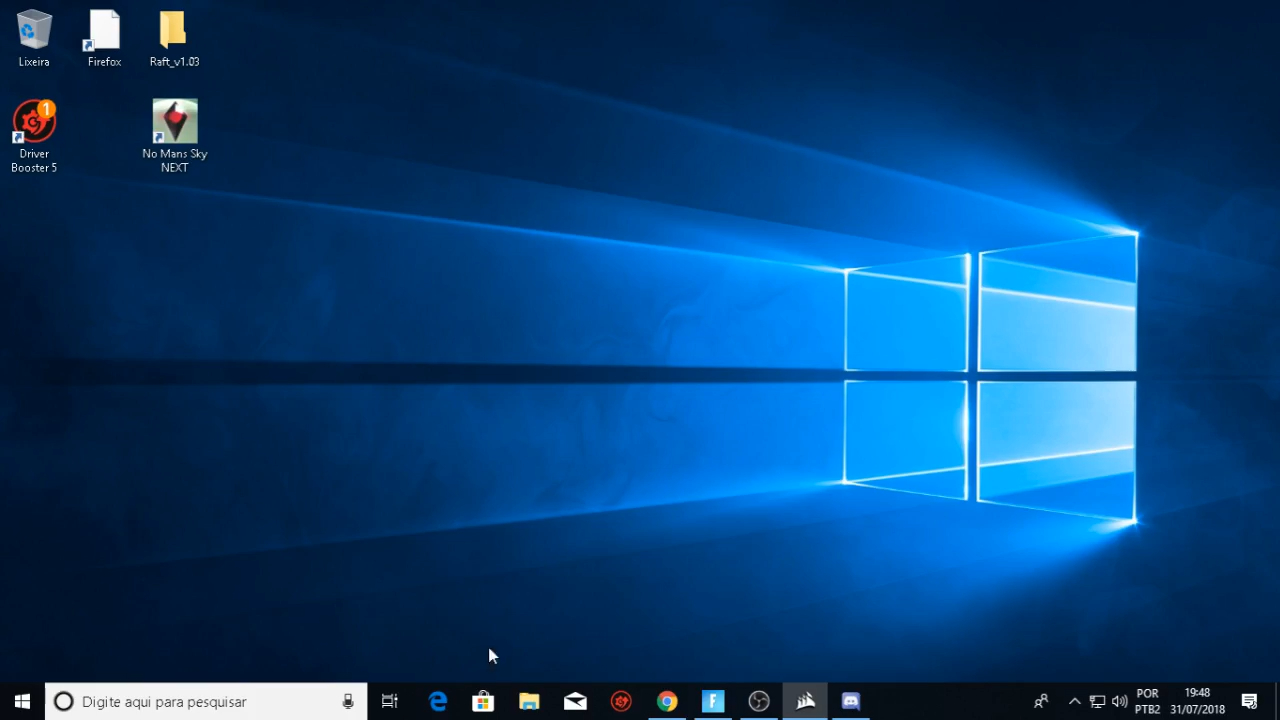 Lixeira
Firefox
Raft_v1.03
1
Driver
Booster 5
No Mans Sky
NEXT
Digite aqui para pesquisar
POR
PTB2
19:48
31/07/2018